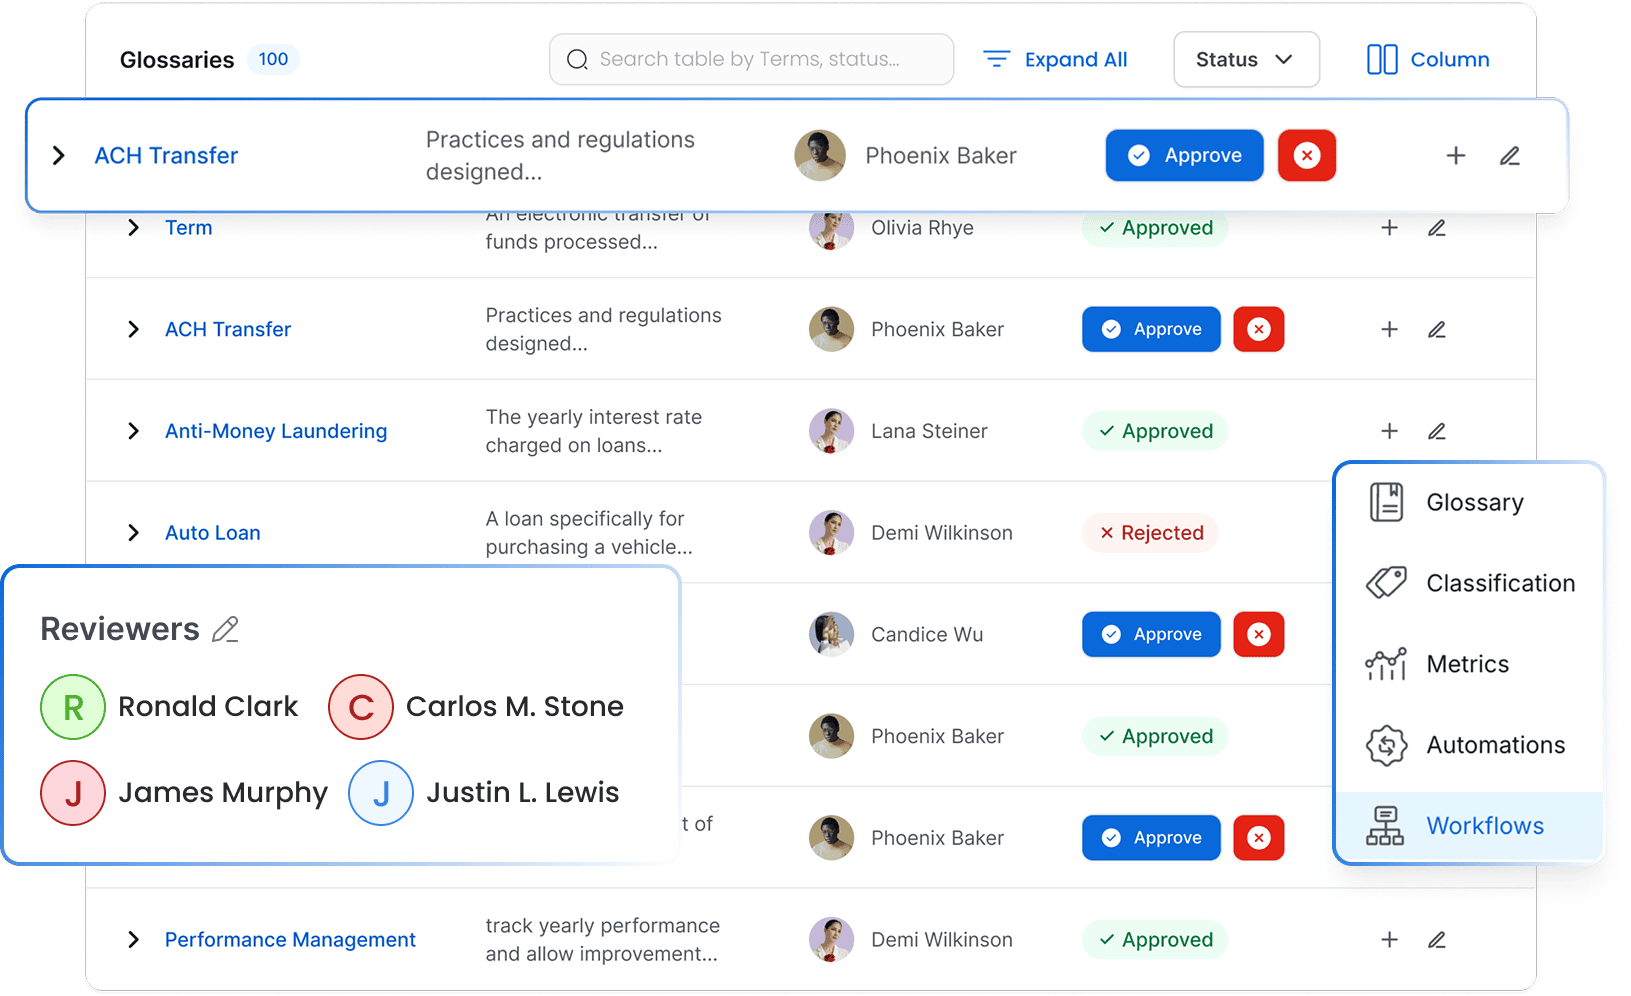 Glossaries 100
Search table by Terms, status...
Expand All
Status
Column
ACH Transfer
Practices and regulations
designed...
Phoenix Baker
Approve
Term
An electronic transfer of
funds processed...
Olivia Rhye
Approved
ACH Transfer
Practices and regulations
designed...
Phoenix Baker
Approve
Anti-Money Laundering
The yearly interest rate
charged on loans...
Lana Steiner
Approved
Auto Loan
A loan specifically for
purchasing a vehicle...
Demi Wilkinson
Rejected
Candice Wu
Approve
Phoenix Baker
Approved
t of
Phoenix Baker
Approve
Performance Management
track yearly performance
and allow improvement...
Demi Wilkinson
Approved
Reviewers
R Ronald Clark
C Carlos M. Stone
J James Murphy
J Justin L. Lewis
Glossary
Classification
Metrics
Automations
Workflows